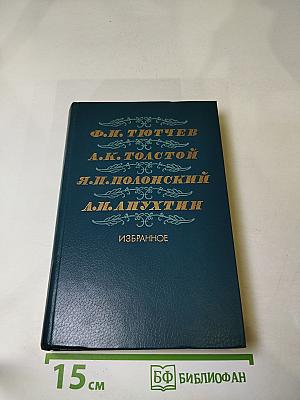 Ф.И. ТЮТЧЕВ
А.К. ТОЛСТОЙ
Я.П. ПОЛОНСКИЙ
А.Н. АПУХТИН
ИЗБРАННОЕ
15 см БФ БИБЛИОФАН